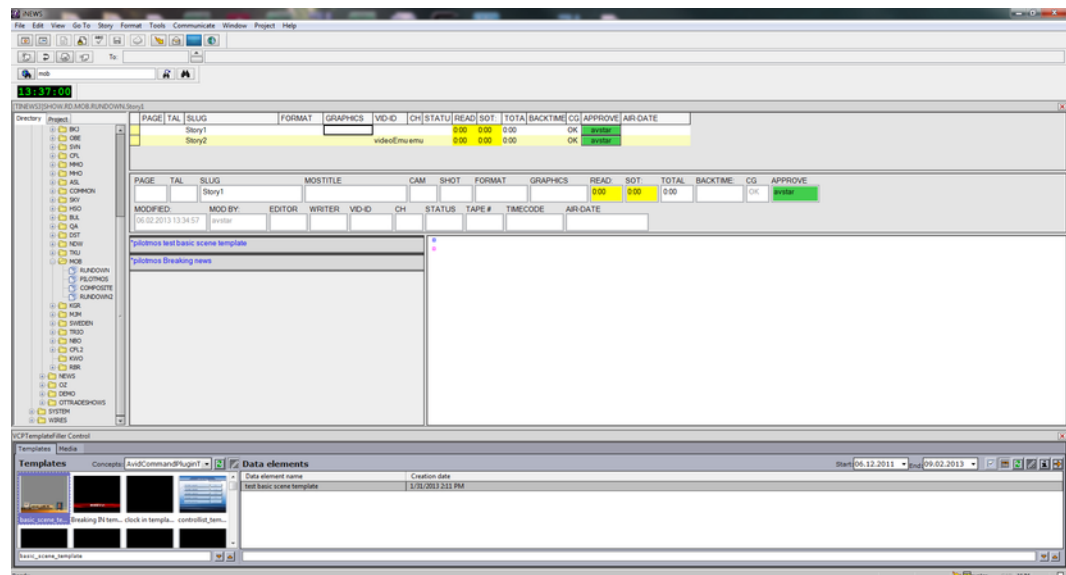 iNEWS
File Edit View Go To Story Format Tools Communicate Window Project Help
To:
mob
13:37:00
[TINEWS3]SHOW.RD.MOB.RUNDOWN.Story1
Directory Project
BKJ
OBE
SVN
CFL
MMO
MHO
ASL
COMMON
SKV
HSO
BUL
QA
DST
NDW
TKU
MOB
RUNDOWN
PILOTMOS
COMPOSITE
RUNDOWN2
KGR
MJM
SWEDEN
TRIO
NBO
CFL2
KWO
RBR
NEWS
OZ
DEMO
OTTRADESHOWS
SYSTEM
WIRES
PAGE TAL SLUG FORMAT GRAPHICS VID-ID CH STATU READ SOT: TOTA BACKTIME CG APPROVE AIR-DATE
Story1 0:00 0:00 0:00 OK avstar
Story2 videoEmu emu 0:00 0:00 0:00 OK avstar
PAGE TAL SLUG MOSTITLE CAM SHOT FORMAT GRAPHICS READ: SOT: TOTAL BACKTIME: CG APPROVE
Story1 0:00 0:00 0:00 OK avstar
MODIFIED: MOD BY: EDITOR WRITER VID-ID CH STATUS TAPE # TIMECODE AIR-DATE
06.02.2013 13:34:57 avstar
*pilotmos test basic scene template
*pilotmos Breaking news
VCPTemplateFiller Control
Templates Media
Templates Concepts: AvidCommandPluginT
basic_scene_te... Breaking IN tem... clock in templa... controllist_tem...
basic_scene_template
Data elements Start: 06.12.2011 End: 09.02.2013
Data element name Creation date
test basic scene template 1/31/2013 2:11 PM